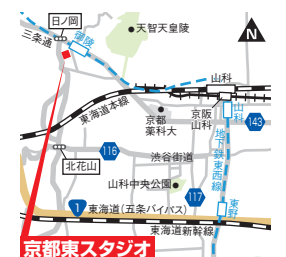 日ノ岡
三条通
御陵
天智天皇陵
N
山科
東海道本線
京都
薬科大
京阪
山科
山科
143
地下鉄東西線
116
渋谷街道
北花山
山科中央公園
117
東野
1
東海道(五条バイパス)
東海道新幹線
京都東スタジオ